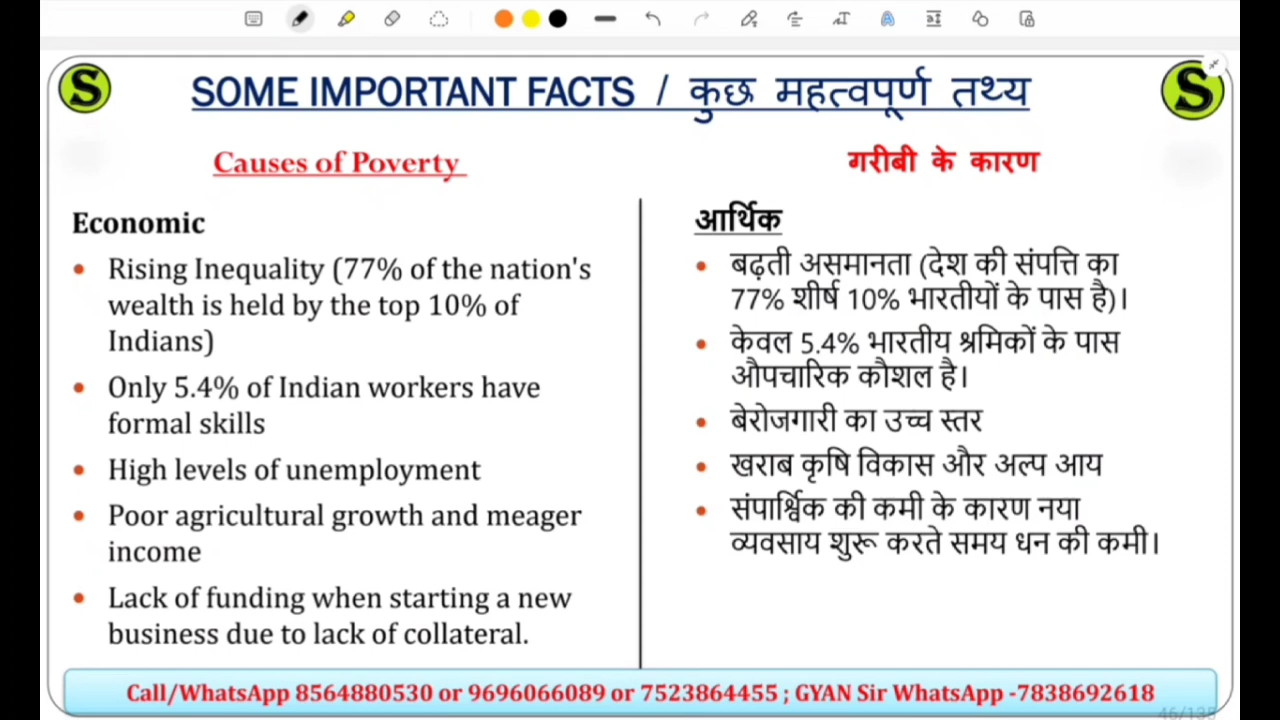 SOME IMPORTANT FACTS / कुछ महत्वपूर्ण तथ्य
S
S
Causes of Poverty
Economic
• Rising Inequality (77% of the nation's
wealth is held by the top 10% of
Indians)
• Only 5.4% of Indian workers have
formal skills
• High levels of unemployment
• Poor agricultural growth and meager
income
• Lack of funding when starting a new
business due to lack of collateral.
गरीबी के कारण
आर्थिक
• बढ़ती असमानता (देश की संपत्ति का
77% शीर्ष 10% भारतीयों के पास है)।
• केवल 5.4% भारतीय श्रमिकों के पास
औपचारिक कौशल है।
• बेरोजगारी का उच्च स्तर
• खराब कृषि विकास और अल्प आय
• संपार्श्विक की कमी के कारण नया
व्यवसाय शुरू करते समय धन की कमी।
Call/WhatsApp 8564880530 or 9696066089 or 7523864455 ; GYAN Sir WhatsApp -7838692618